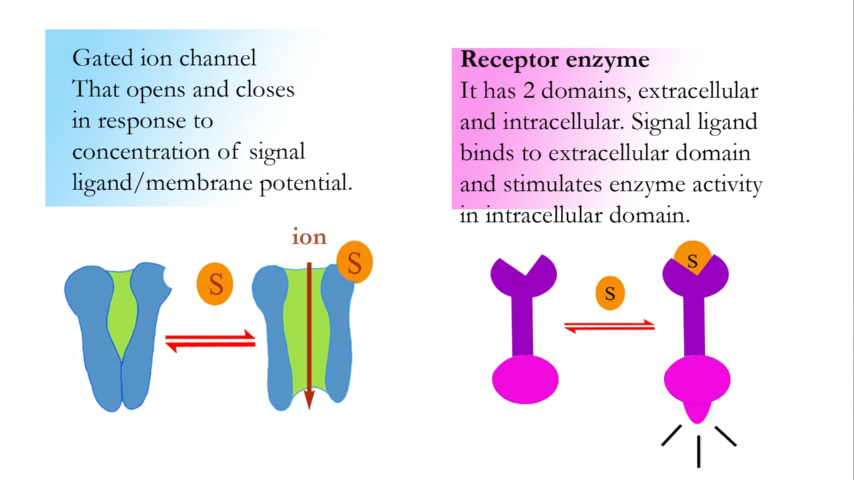 Gated ion channel
That opens and closes
in response to
concentration of signal
ligand/membrane potential.
Receptor enzyme
It has 2 domains, extracellular
and intracellular. Signal ligand
binds to extracellular domain
and stimulates enzyme activity
in intracellular domain.
ion
S
S
S
S